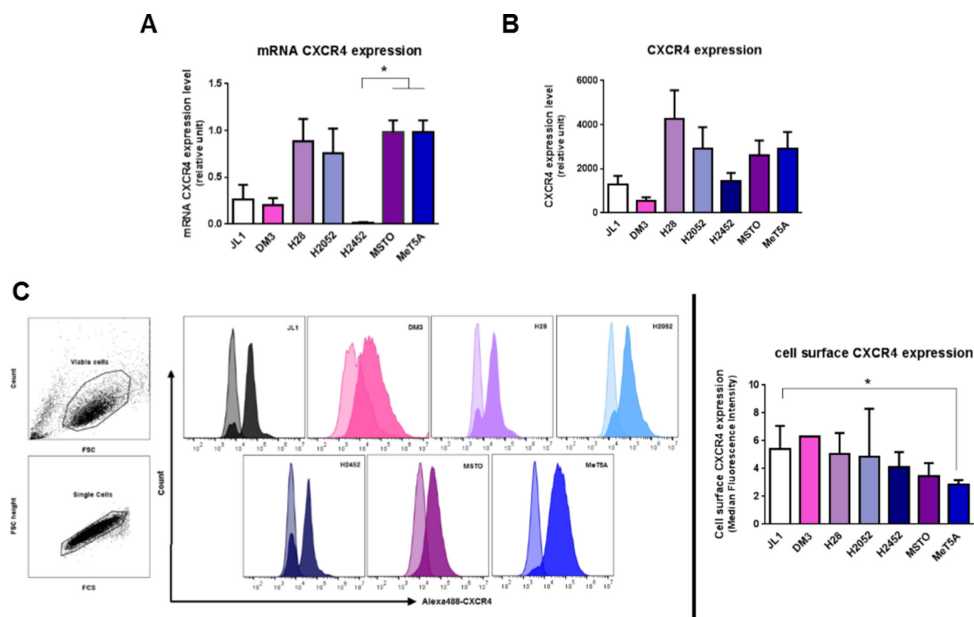 A
mRNA CXCR4 expression
mRNA CXCR4 expression level
(relative unit)
1.5
1.0
0.5
0.0
*
JL1
DM3
H28
H2052
H2452
MSTO
MeT5A
B
CXCR4 expression
CXCR4 expression level
(relative unit)
6000
4000
2000
0
JL1
DM3
H28
H2052
H2452
MSTO
MeT5A
C
Count
Viable cells
FSC
FSC height
Single Cells
FCS
Count
JL1
DM3
H28
H2052
H2452
MSTO
MeT5A
Alexa488-CXCR4
cell surface CXCR4 expression
Cell surface CXCR4 expression
(Median Fluorescence Intensity)
10
8
6
4
2
0
*
JL1
DM3
H28
H2052
H2452
MSTO
MeT5A